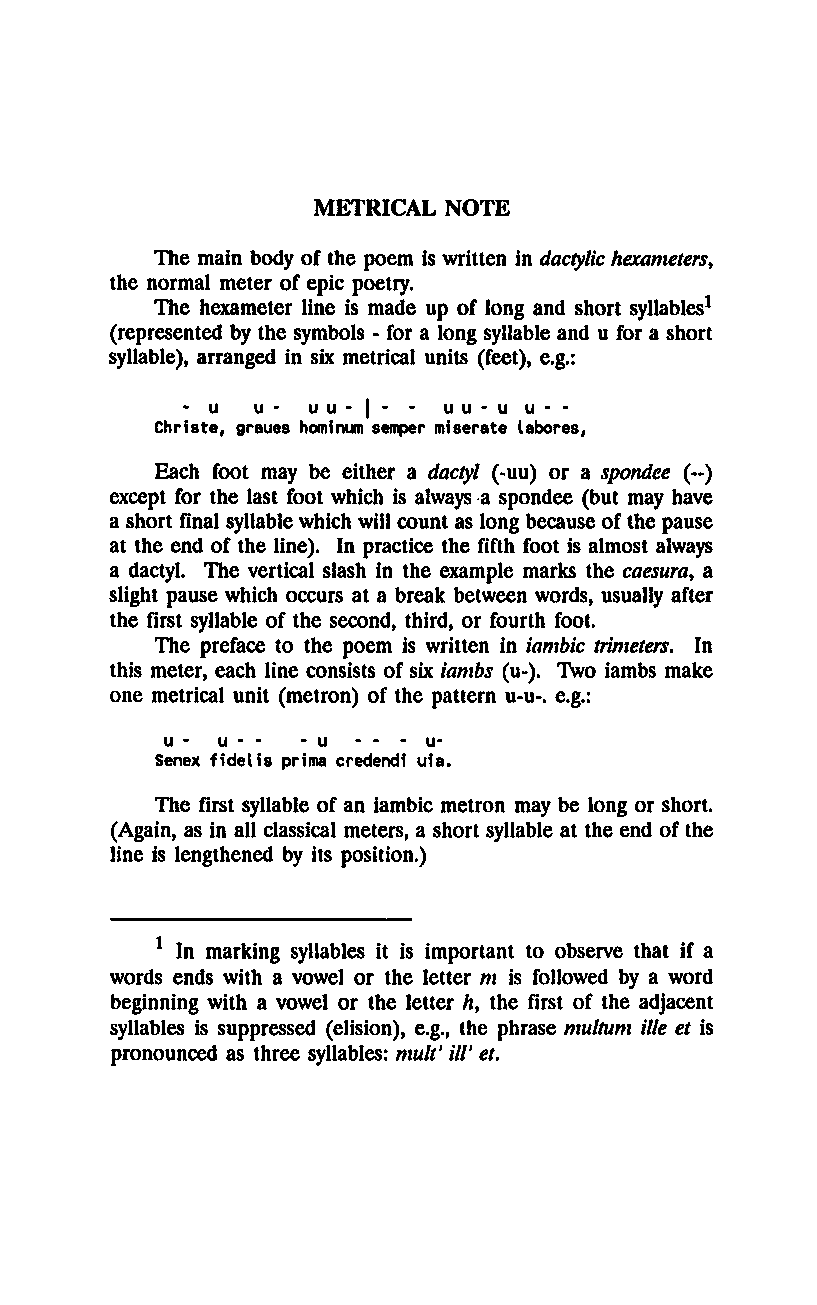 METRICAL NOTE
The main body of the poem is written in dactylic hexameters,
the normal meter of epic poetry.
The hexameter line is made up of long and short syllables1
(represented by the symbols - for a long syllable and u for a short
syllable), arranged in six metrical units (feet), e.g.:
- u u - u u - | - - u u - u u - -
Christe, graues hominum semper miserate labores,
Each foot may be either a dactyl (-uu) or a spondee (--)
except for the last foot which is always a spondee (but may have
a short final syllable which will count as long because of the pause
at the end of the line). In practice the fifth foot is almost always
a dactyl. The vertical slash in the example marks the caesura, a
slight pause which occurs at a break between words, usually after
the first syllable of the second, third, or fourth foot.
The preface to the poem is written in iambic trimeters. In
this meter, each line consists of six iambs (u-). Two iambs make
one metrical unit (metron) of the pattern u-u-. e.g.:
u - u - - - u - - - u-
Senex fidelis prima credendi uia.
The first syllable of an iambic metron may be long or short.
(Again, as in all classical meters, a short syllable at the end of the
line is lengthened by its position.)
1 In marking syllables it is important to observe that if a
words ends with a vowel or the letter m is followed by a word
beginning with a vowel or the letter h, the first of the adjacent
syllables is suppressed (elision), e.g., the phrase multum ille et is
pronounced as three syllables: mult' ill' et.